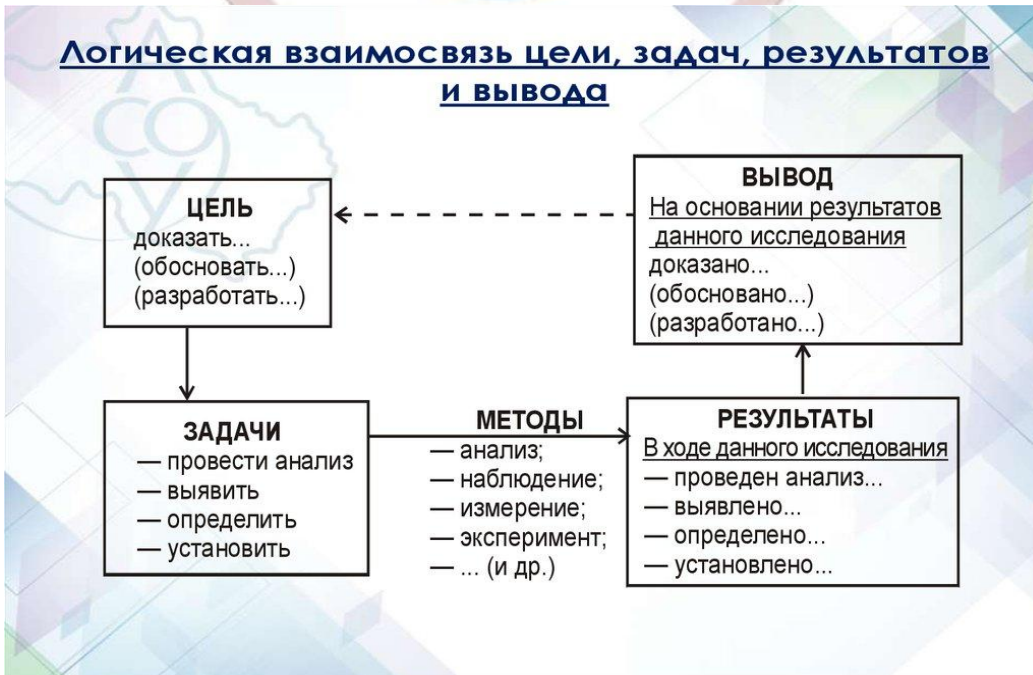 Логическая взаимосвязь цели, задач, результатов
и вывода
АСОУ
ЦЕЛЬ
доказать...
(обосновать...)
(разработать...)
ВЫВОД
На основании результатов
данного исследования
доказано...
(обосновано...)
(разработано...)
ЗАДАЧИ
— провести анализ
— выявить
— определить
— установить
МЕТОДЫ
— анализ;
— наблюдение;
— измерение;
— эксперимент;
— ... (и др.)
РЕЗУЛЬТАТЫ
В ходе данного исследования
— проведен анализ...
— выявлено...
— определено...
— установлено...